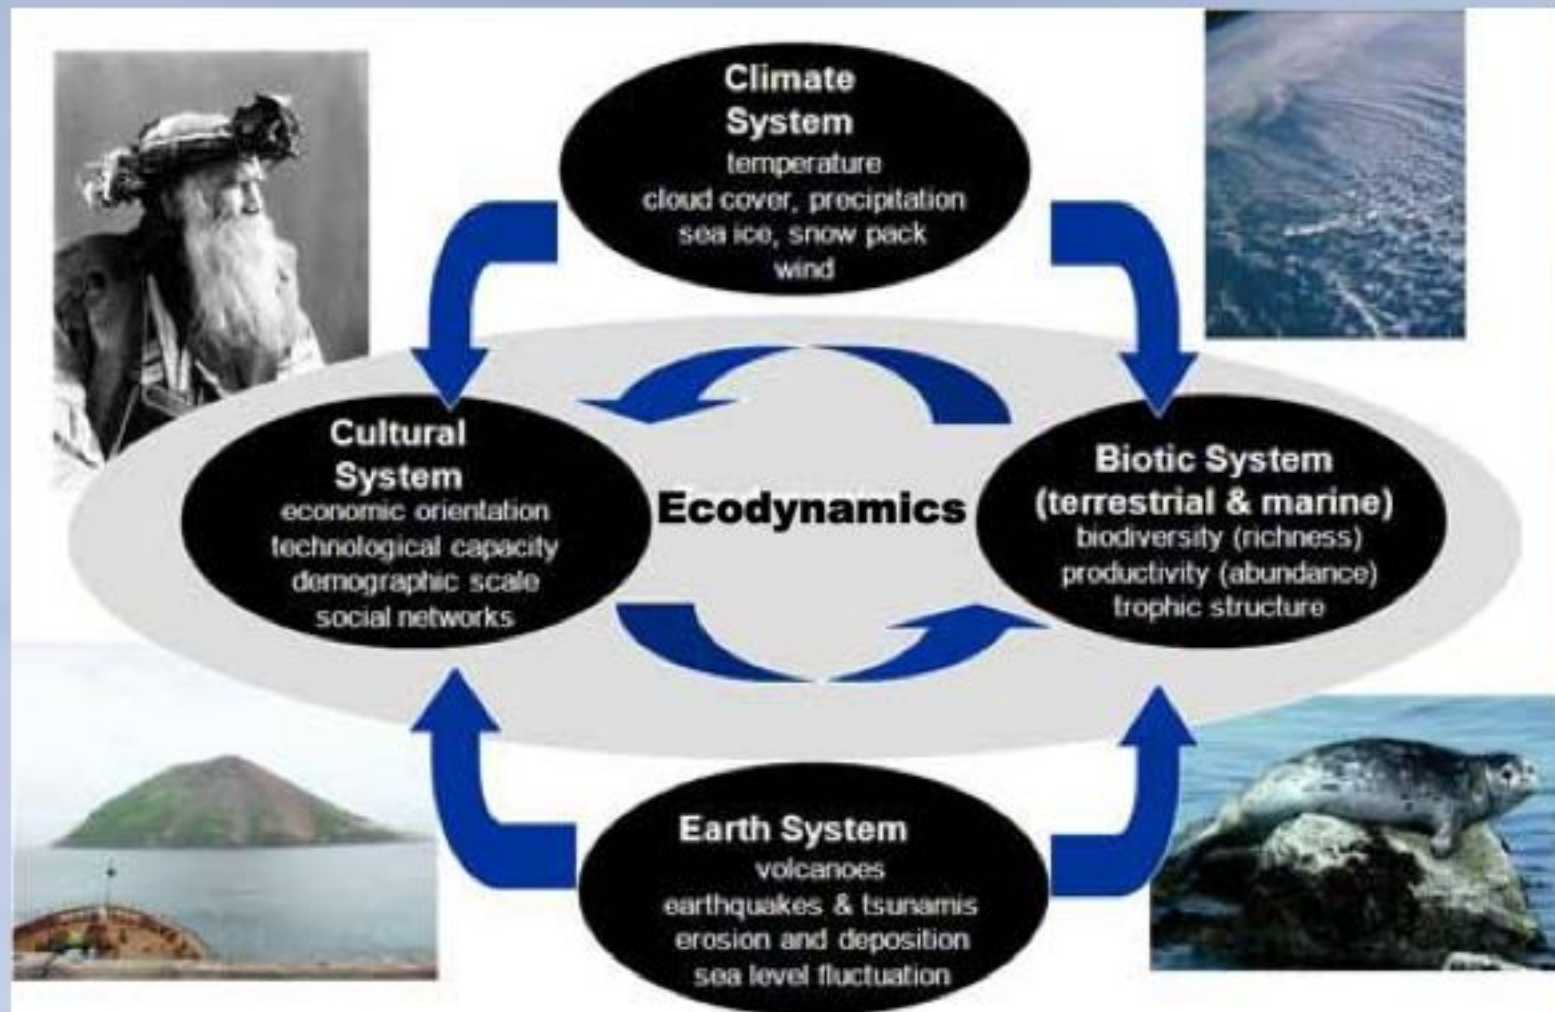 Climate
System
temperature
cloud cover, precipitation
sea ice, snow pack
wind
Cultural
System
economic orientation
technological capacity
demographic scale
social networks
Ecodynamics
Biotic System
(terrestrial & marine)
biodiversity (richness)
productivity (abundance)
trophic structure
Earth System
volcanoes
earthquakes & tsunamis
erosion and deposition
sea level fluctuation